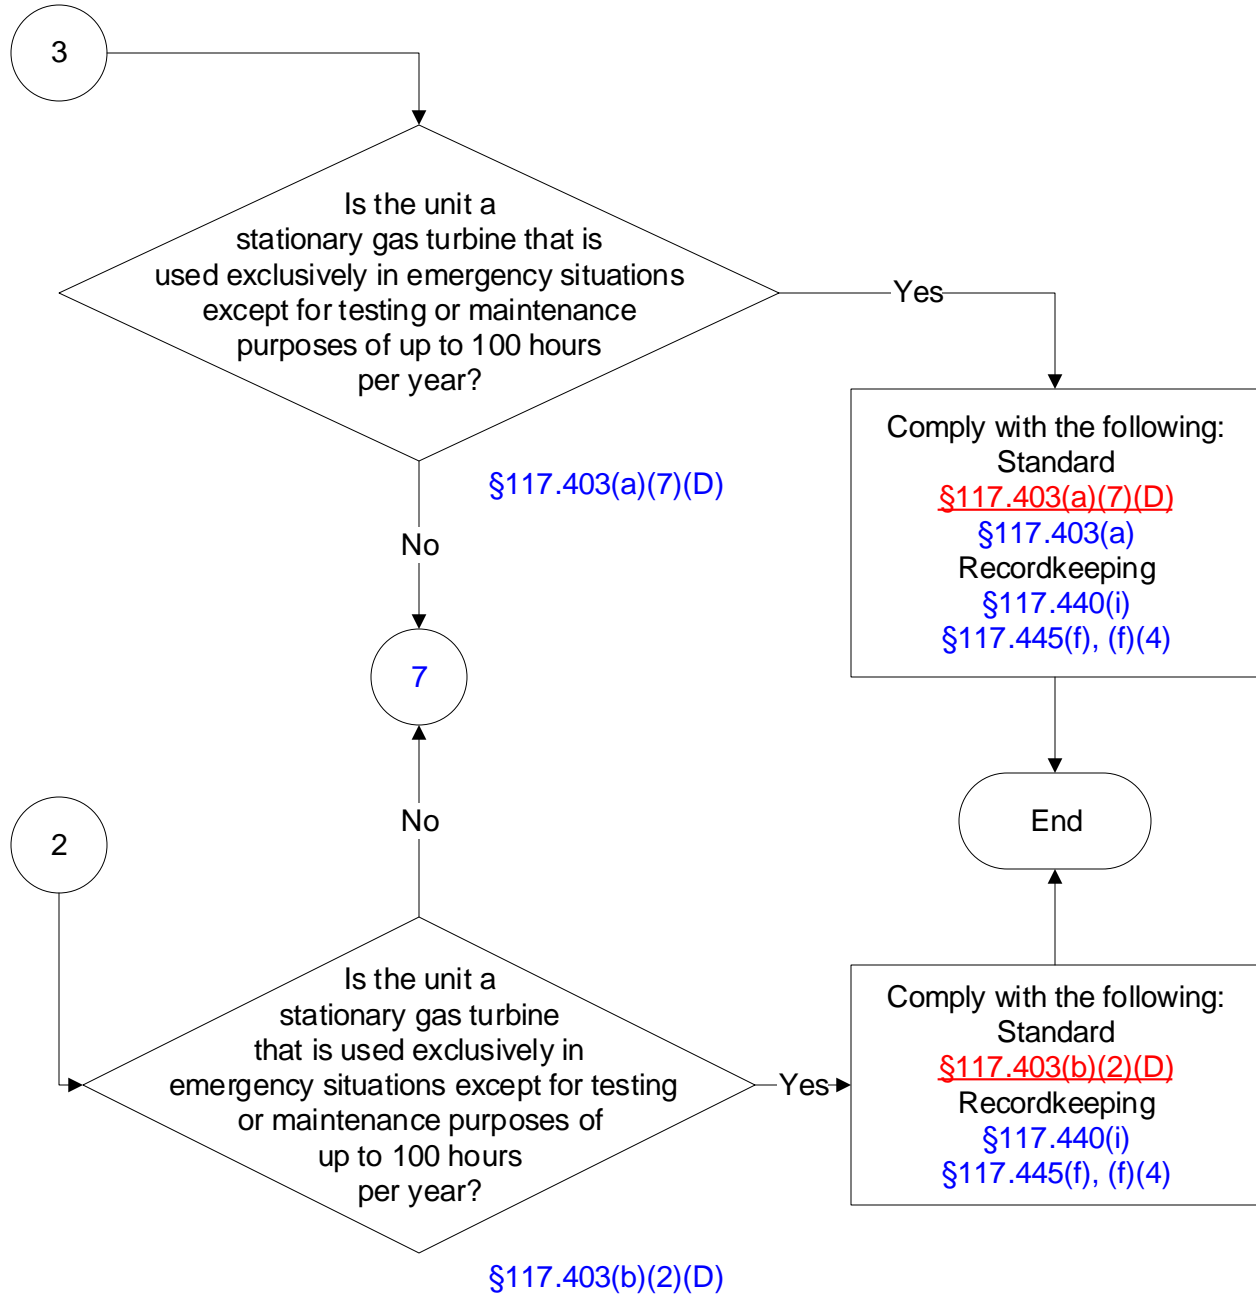 3
Is the unit a
stationary gas turbine that is
used exclusively in emergency situations
except for testing or maintenance
purposes of up to 100 hours
per year?
Yes
§117.403(a)(7)(D)
No
Comply with the following:
Standard
§117.403(a)(7)(D)
§117.403(a)
Recordkeeping
§117.440(i)
§117.445(f), (f)(4)
7
End
No
2
Is the unit a
stationary gas turbine
that is used exclusively in
emergency situations except for testing
or maintenance purposes of
up to 100 hours
per year?
Yes
§117.403(b)(2)(D)
Comply with the following:
Standard
§117.403(b)(2)(D)
Recordkeeping
§117.440(i)
§117.445(f), (f)(4)